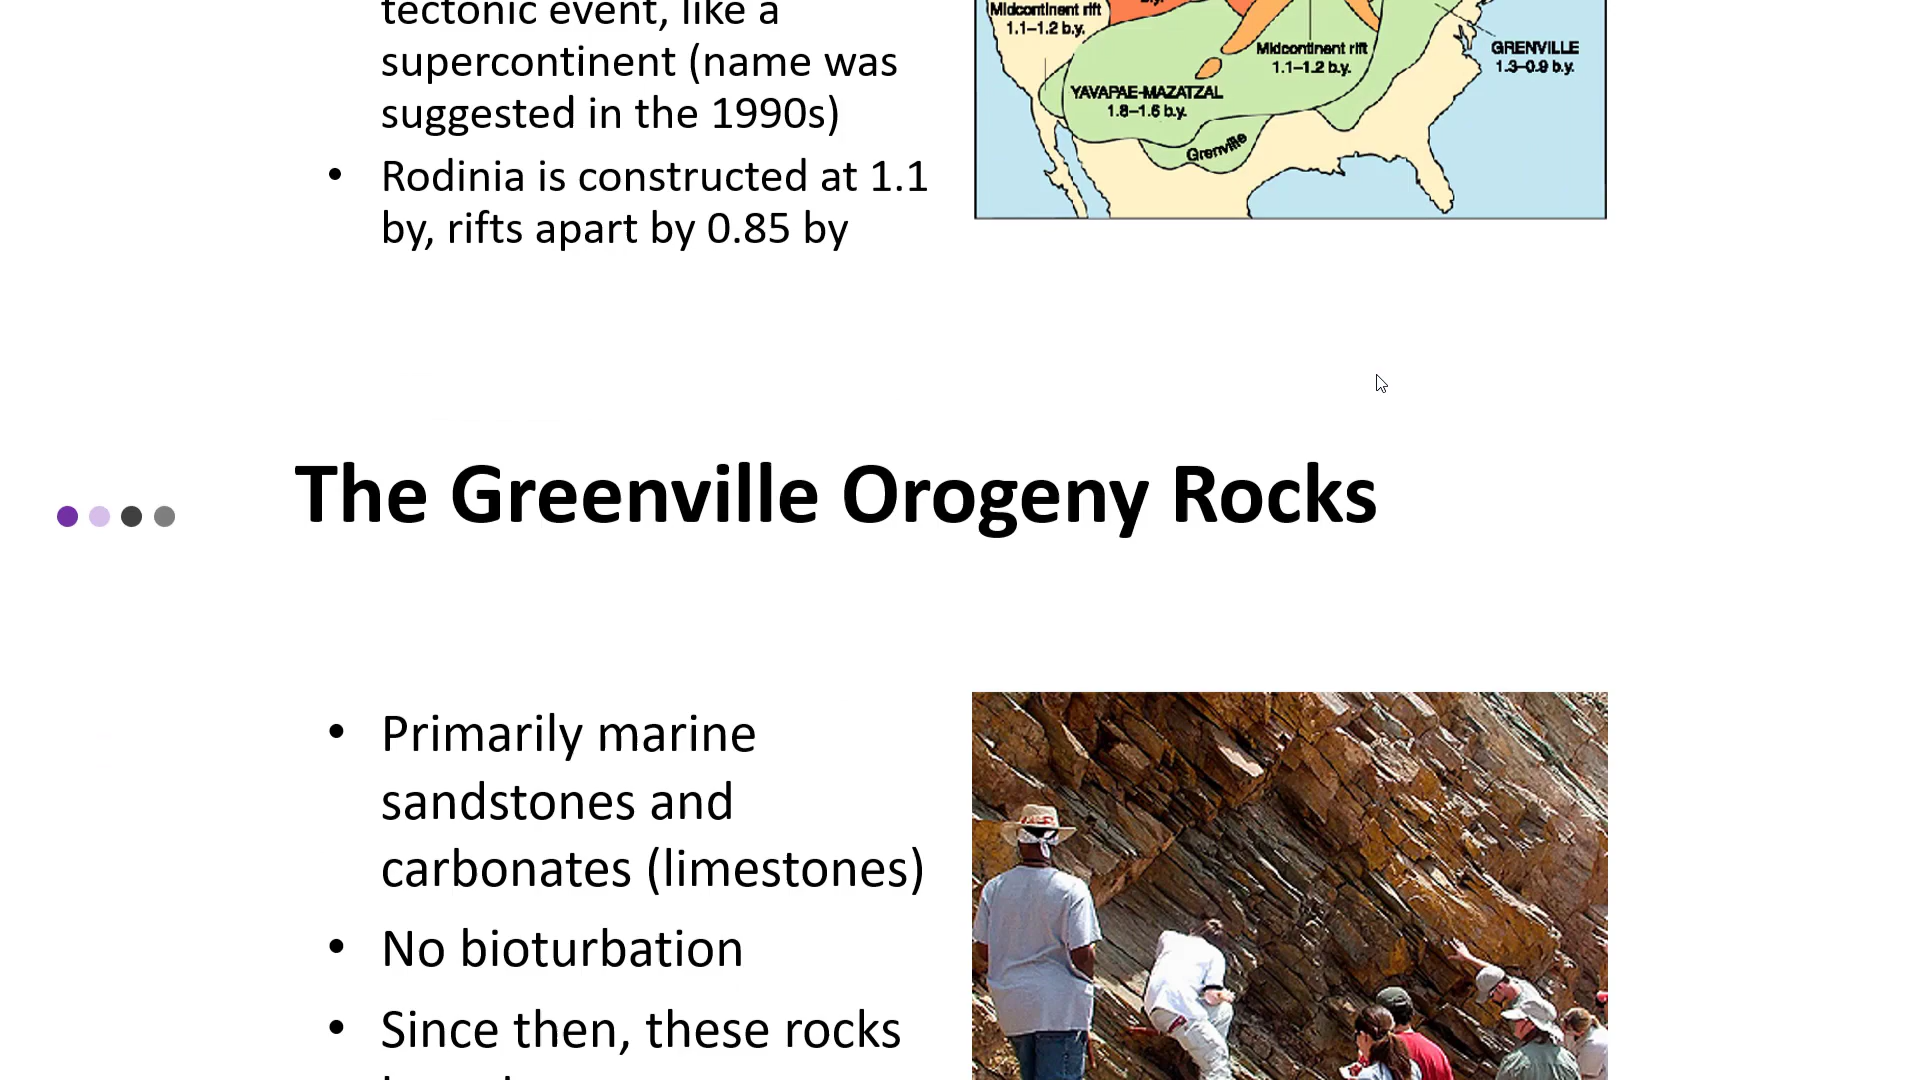 tectonic event, like a
supercontinent (name was
suggested in the 1990s)
• Rodinia is constructed at 1.1
by, rifts apart by 0.85 by
Midcontinent rift
1.1–1.2 b.y.
b.y.
Midcontinent rift
1.1–1.2 b.y.
GRENVILLE
1.3–0.9 b.y.
YAVAPAE-MAZATZAL
1.8–1.6 b.y.
Grenville
The Greenville Orogeny Rocks
• Primarily marine
sandstones and
carbonates (limestones)
• No bioturbation
• Since then, these rocks